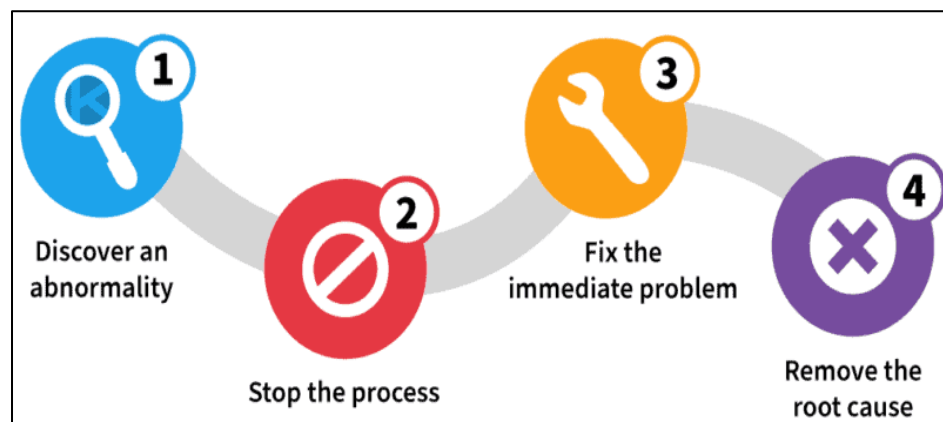 1
Discover an
abnormality
2
Stop the process
3
Fix the
immediate problem
4
Remove the
root cause